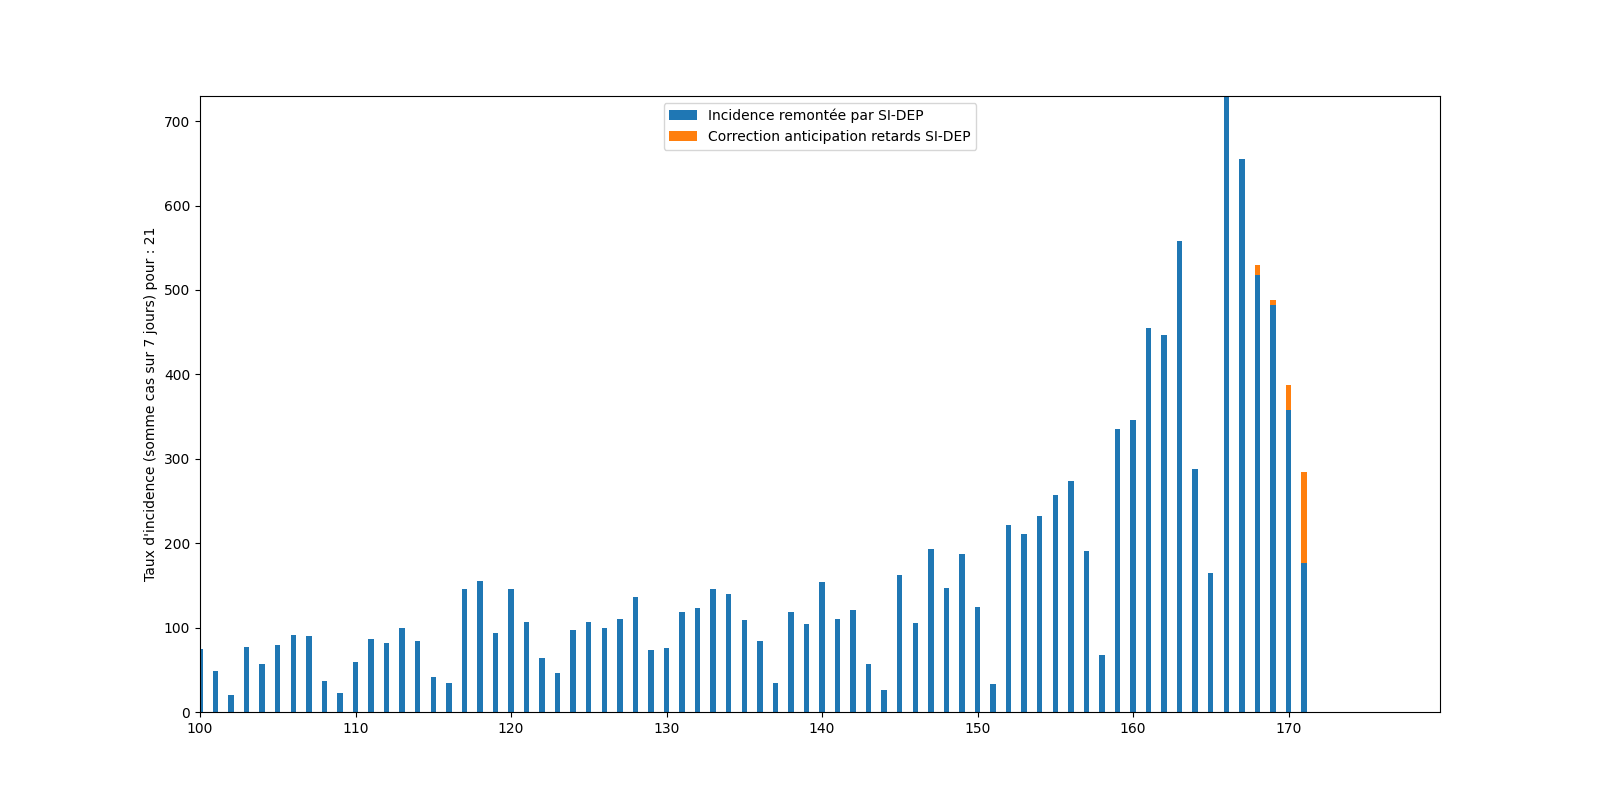 Incidence remontée par SI-DEP
Correction anticipation retards SI-DEP
Taux d'incidence (somme cas sur 7 jours) pour : 21
700
600
500
400
300
200
100
0
100 110 120 130 140 150 160 170